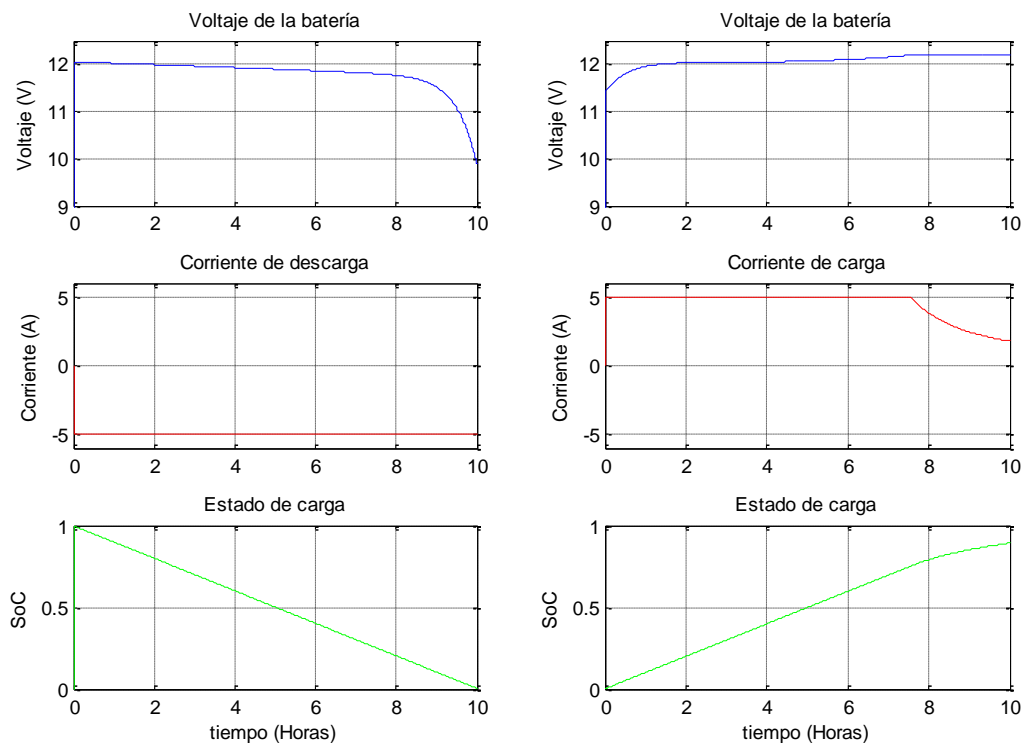 Voltaje de la batería
Voltaje (V)
12
11
10
9
0 2 4 6 8 10
Voltaje de la batería
Voltaje (V)
12
11
10
9
0 2 4 6 8 10
Corriente de descarga
Corriente (A)
5
0
-5
0 2 4 6 8 10
Corriente de carga
Corriente (A)
5
0
-5
0 2 4 6 8 10
Estado de carga
SoC
1
0.5
0
0 2 4 6 8 10
tiempo (Horas)
Estado de carga
SoC
1
0.5
0
0 2 4 6 8 10
tiempo (Horas)